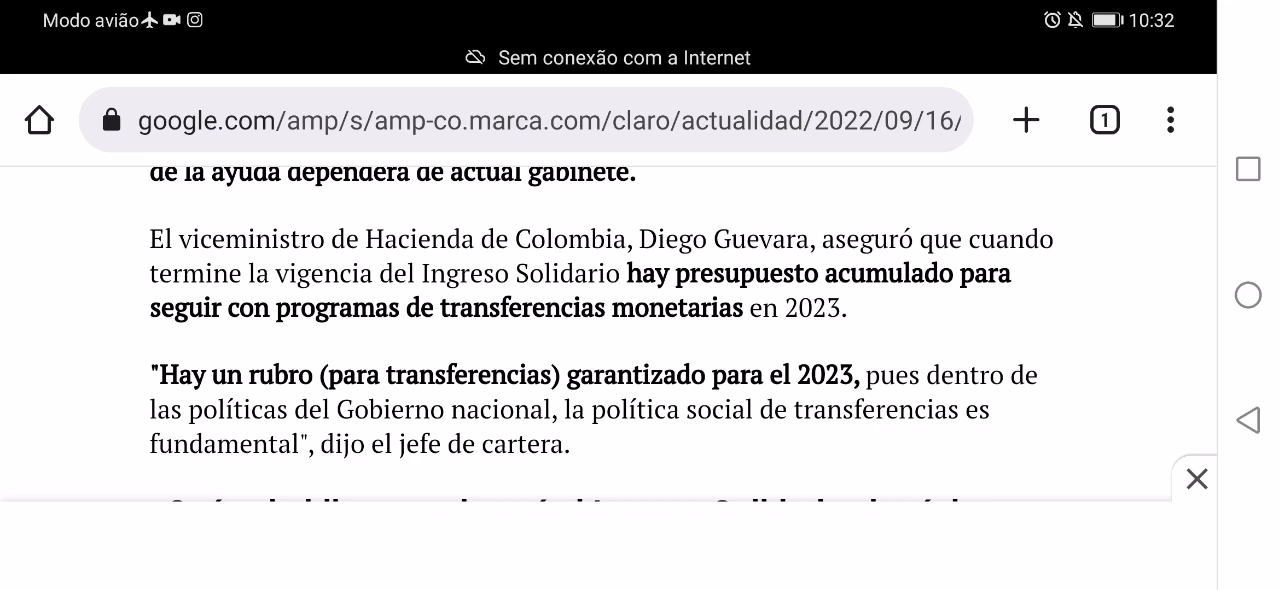 Modo avião
10:32
Sem conexão com a Internet
google.com/amp/s/amp-co.marca.com/claro/actualidad/2022/09/16/
1
de la ayuda dependerá de actual gabinete.
El viceministro de Hacienda de Colombia, Diego Guevara, aseguró que cuando
termine la vigencia del Ingreso Solidario hay presupuesto acumulado para
seguir con programas de transferencias monetarias en 2023.
"Hay un rubro (para transferencias) garantizado para el 2023, pues dentro de
las políticas del Gobierno nacional, la política social de transferencias es
fundamental", dijo el jefe de cartera.